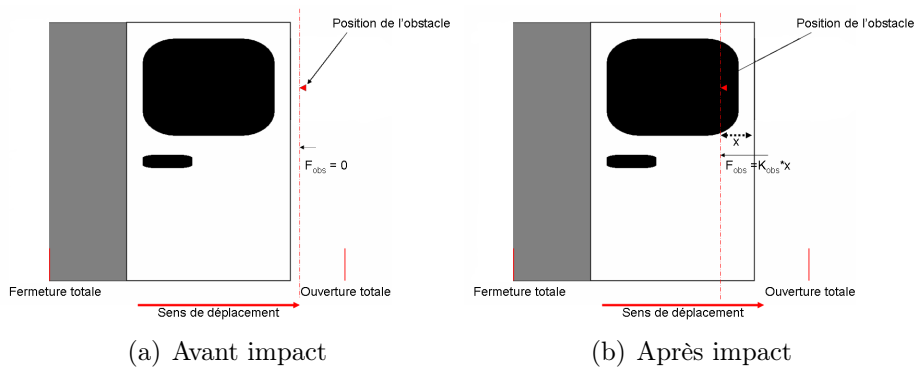 Position de l'obstacle
F_obs = 0
Fermeture totale
Ouverture totale
Sens de déplacement
(a) Avant impact
Position de l'obstacle
x
F_obs =K_obs*x
Fermeture totale
Ouverture totale
Sens de déplacement
(b) Après impact